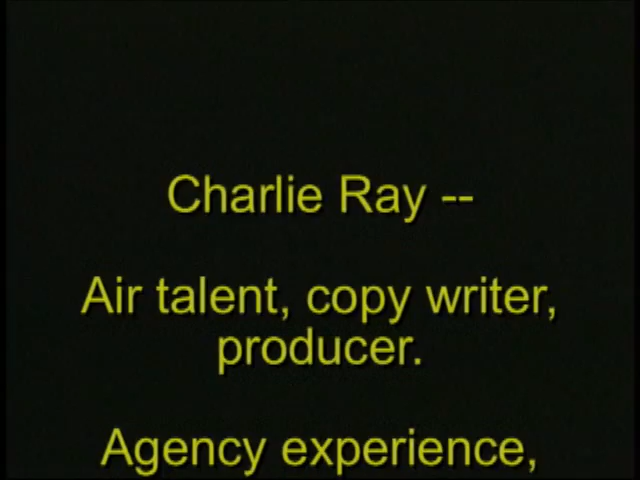 Charlie Ray --
Air talent, copy writer,
producer.
Agency experience,